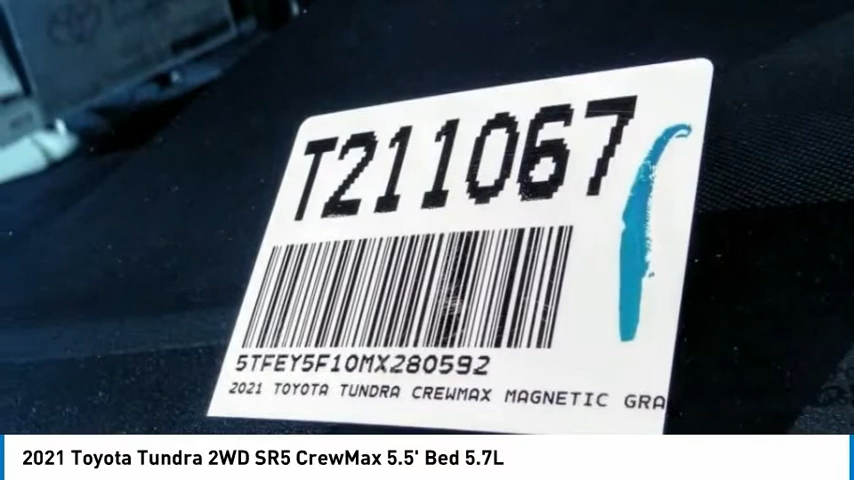 T211067
5TFEY5F10MX280592
2021 TOYOTA TUNDRA CREWMAX MAGNETIC GRA
2021 Toyota Tundra 2WD SR5 CrewMax 5.5' Bed 5.7L